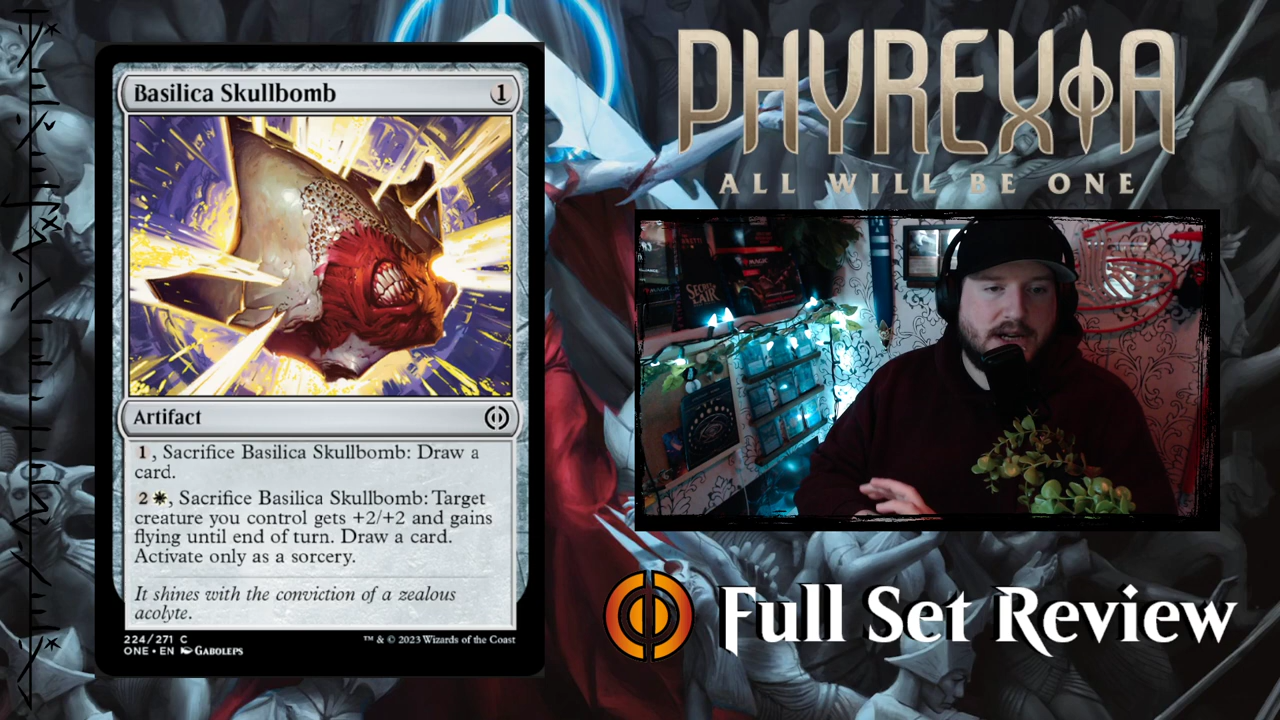 Basilica Skullbomb 1
Artifact
1, Sacrifice Basilica Skullbomb: Draw a
card.
2, Sacrifice Basilica Skullbomb: Target
creature you control gets +2/+2 and gains
flying until end of turn. Draw a card.
Activate only as a sorcery.
It shines with the conviction of a zealous
acolyte.
224/271 C
ONE • EN GABOLEPS
™ & © 2023 Wizards of the Coast
PHYREXIA
ALL WILL BE ONE
SECRET
LAIR
MAGIC
Full Set Review